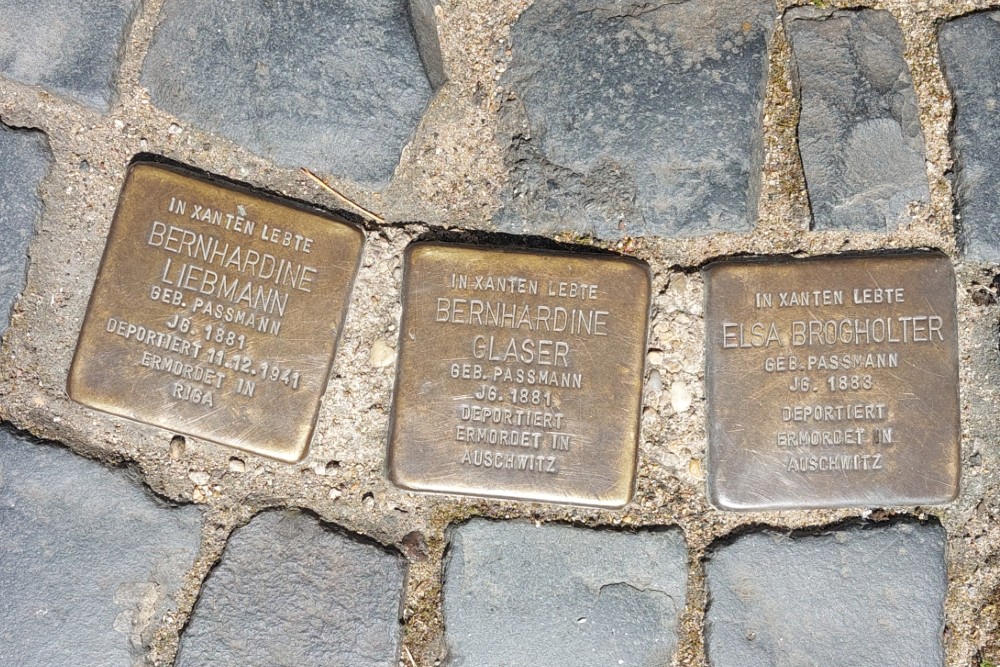 IN XANTEN LEBTE
BERNHARDINE
LIEBMANN
GEB. PASSMANN
JG. 1881
DEPORTIERT 11.12.1941
ERMORDET IN
RIGA
IN XANTEN LEBTE
BERNHARDINE
GLASER
GEB. PASSMANN
JG. 1881
DEPORTIERT
ERMORDET IN
AUSCHWITZ
IN XANTEN LEBTE
ELSA BROGHOLTER
GEB. PASSMANN
JG. 1883
DEPORTIERT
ERMORDET IN
AUSCHWITZ